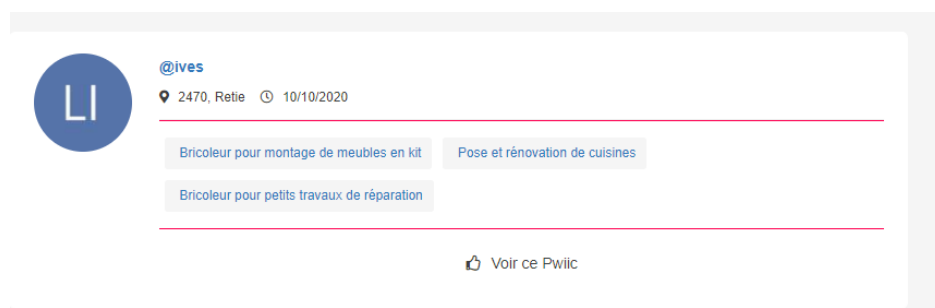 LI
@ives
2470, Retie 10/10/2020
Bricoleur pour montage de meubles en kit Pose et rénovation de cuisines
Bricoleur pour petits travaux de réparation
Voir ce Pwiic